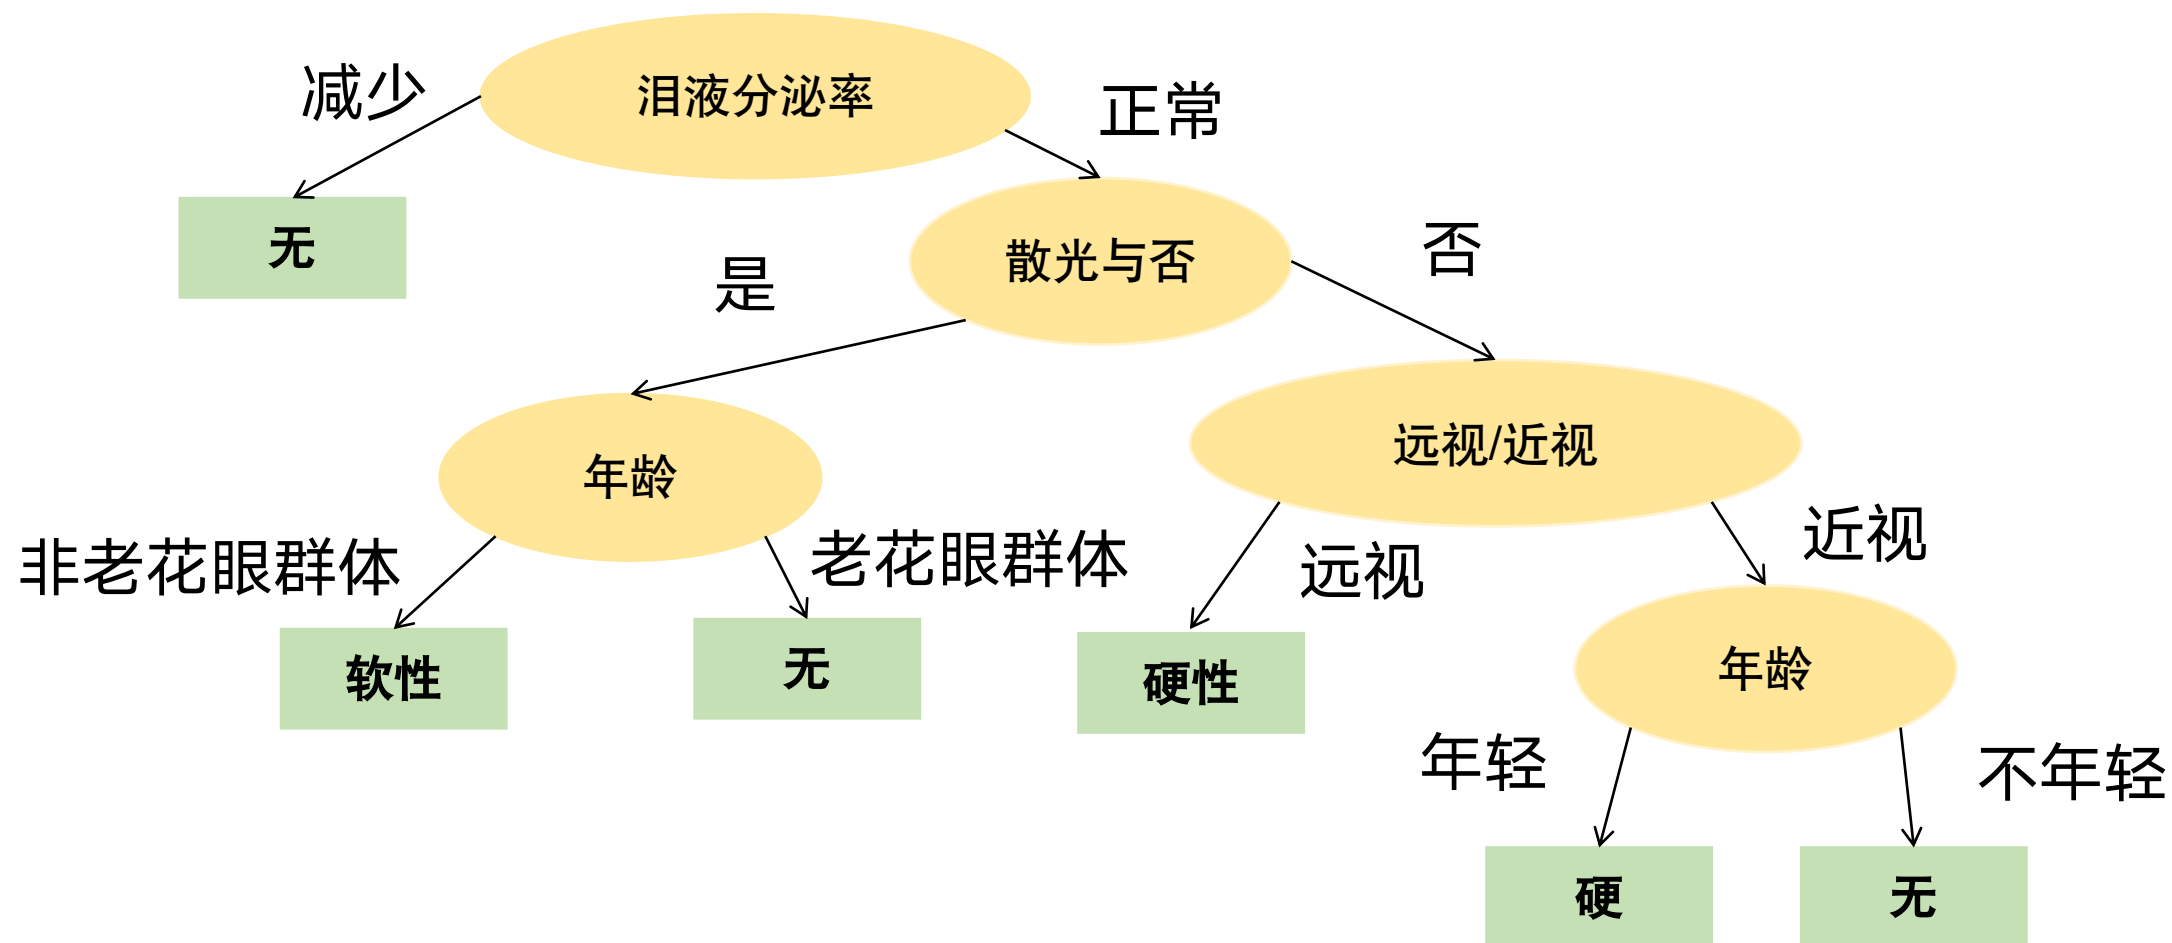 泪液分泌率
减少
正常
无
散光与否
是
否
年龄
远视/近视
非老花眼群体
老花眼群体
远视
近视
软性
无
硬性
年龄
年轻
不年轻
硬
无